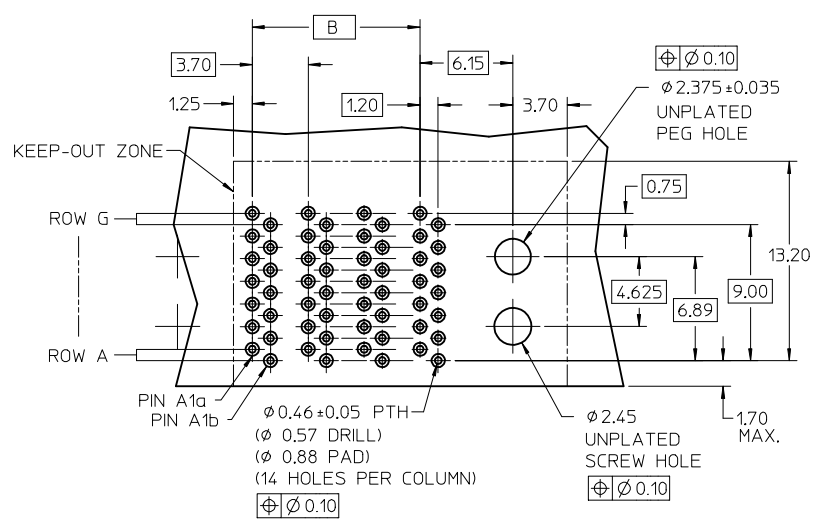 B
3.70
6.15
⌖ Ø 0.10
Ø 2.375 ±0.035
UNPLATED
PEG HOLE
1.25
1.20
3.70
KEEP-OUT ZONE
0.75
ROW G
13.20
4.625
6.89
9.00
ROW A
PIN A1a
PIN A1b
Ø 0.46 ±0.05 PTH
(Ø 0.57 DRILL)
(Ø 0.88 PAD)
(14 HOLES PER COLUMN)
⌖ Ø 0.10
Ø 2.45
UNPLATED
SCREW HOLE
⌖ Ø 0.10
1.70
MAX.